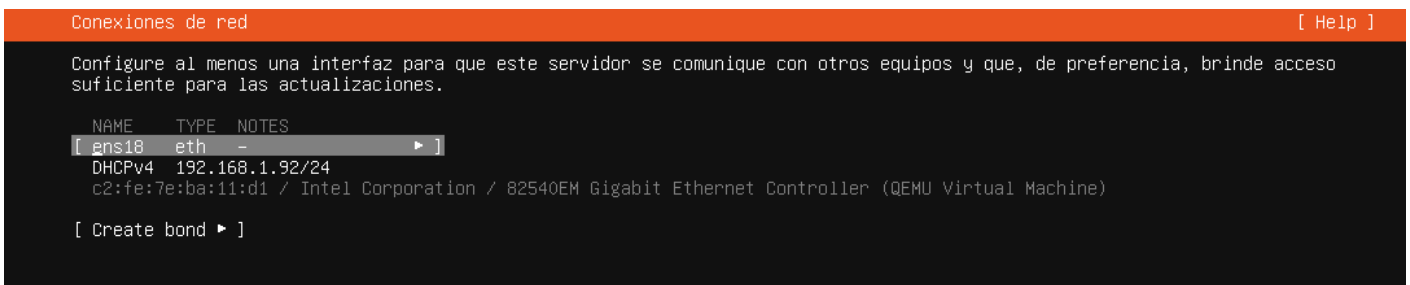 Conexiones de red [ Help ]
Configure al menos una interfaz para que este servidor se comunique con otros equipos y que, de preferencia, brinde acceso
suficiente para las actualizaciones.
NAME TYPE NOTES
[ ens18 eth – ▸ ]
DHCPv4 192.168.1.92/24
c2:fe:7e:ba:11:d1 / Intel Corporation / 82540EM Gigabit Ethernet Controller (QEMU Virtual Machine)
[ Create bond ▸ ]